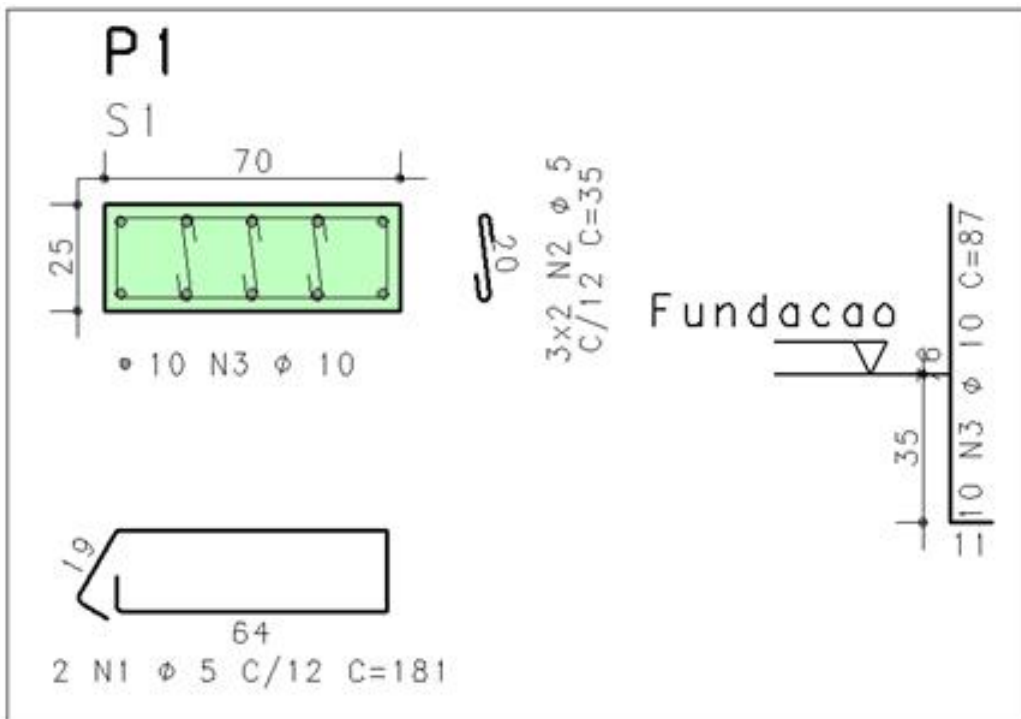 P1
S1
70
25
10 N3 ϕ 10
20
3x2 N2 ϕ 5
C/12 C=35
Fundacao
35
10 N3 ϕ 10 C=87
11
19
64
2 N1 ϕ 5 C/12 C=181